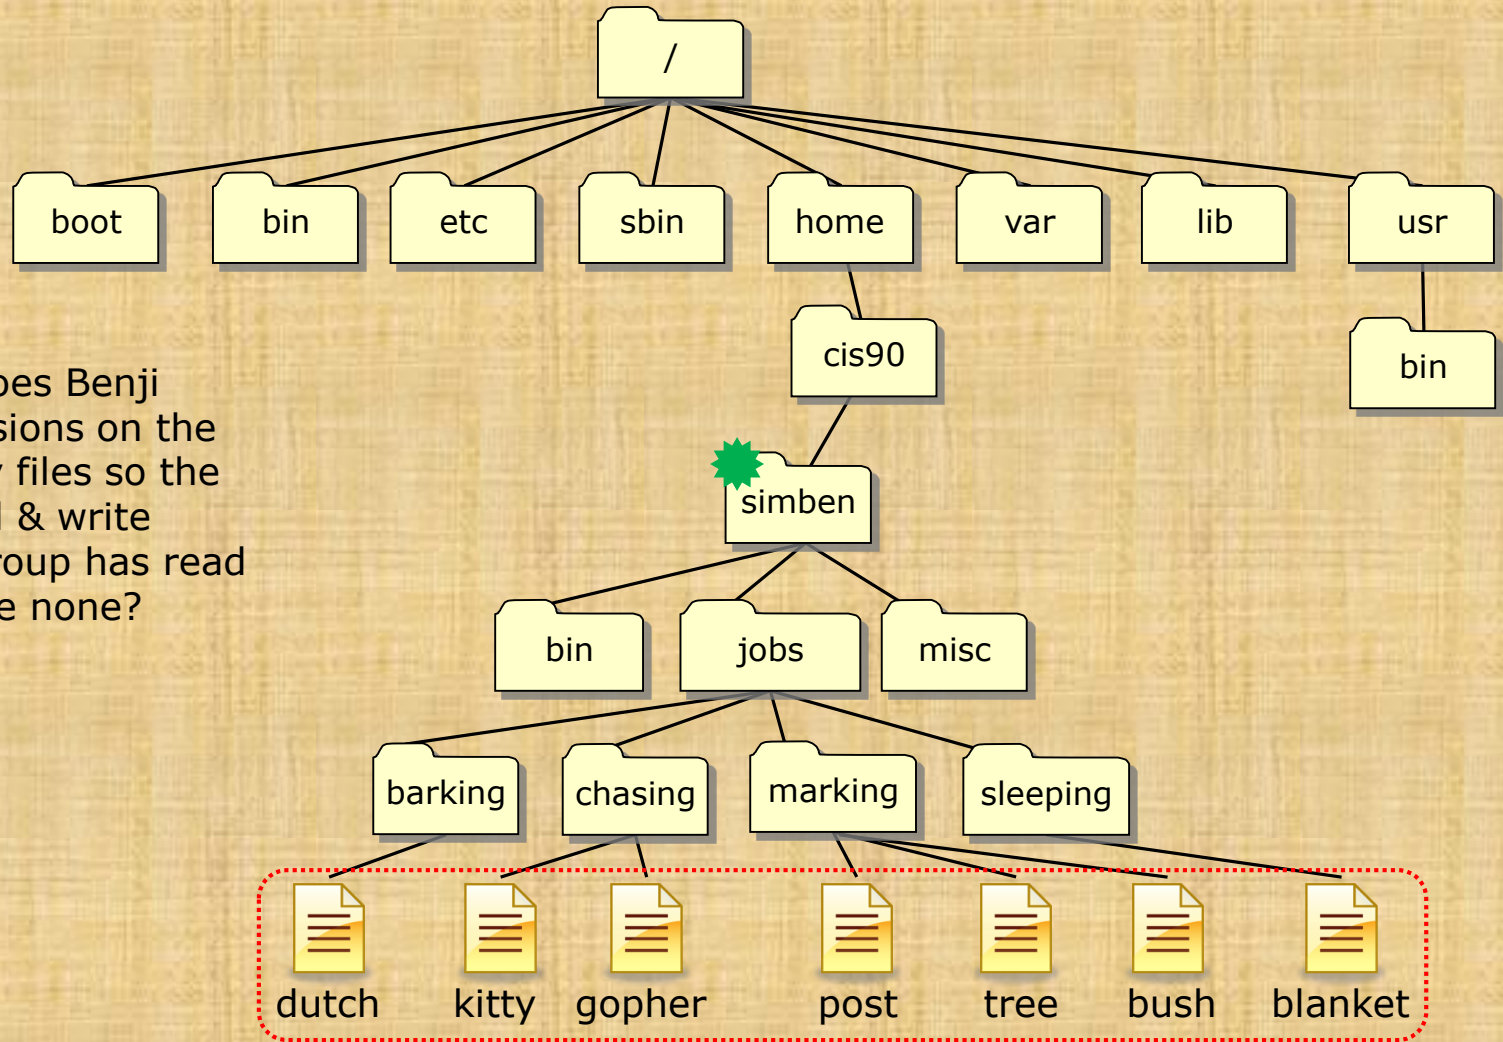 /
boot bin etc sbin home var lib usr
cis90 bin
does Benji
sions on the
files so the
& write
roup has read
none?
simben
bin jobs misc
barking chasing marking sleeping
dutch kitty gopher post tree bush blanket